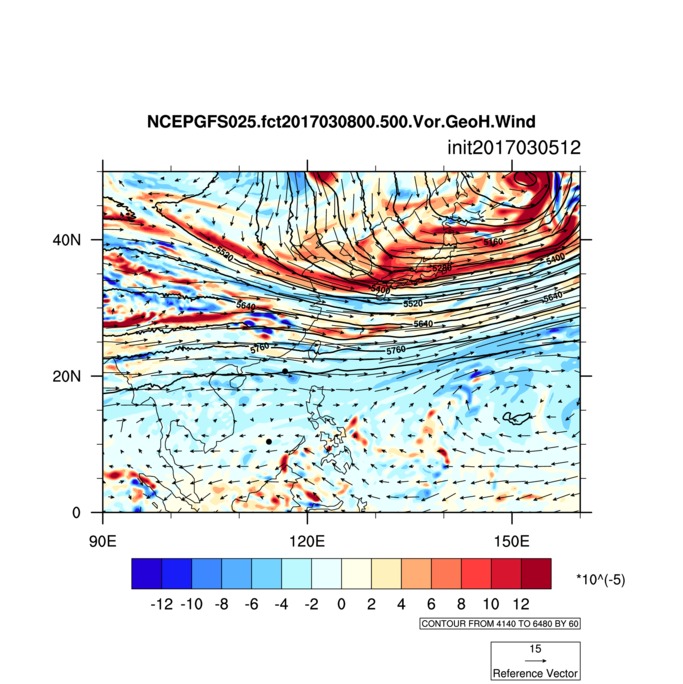 NCEPGFS025.fct2017030800.500.Vor.GeoH.Wind
init2017030512
40N
20N
0
90E 120E 150E
5160
5280
5400
5400
5520
5520
5640
5640
5640
5760
5760
-12 -10 -8 -6 -4 -2 0 2 4 6 8 10 12
*10^(-5)
CONTOUR FROM 4140 TO 6480 BY 60
15
Reference Vector